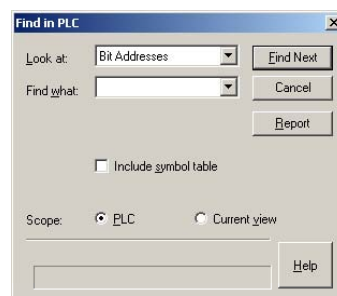 Find in PLC
Look at: Bit Addresses Find Next
Find what: Cancel
Report
Include symbol table
Scope: PLC Current view
Help